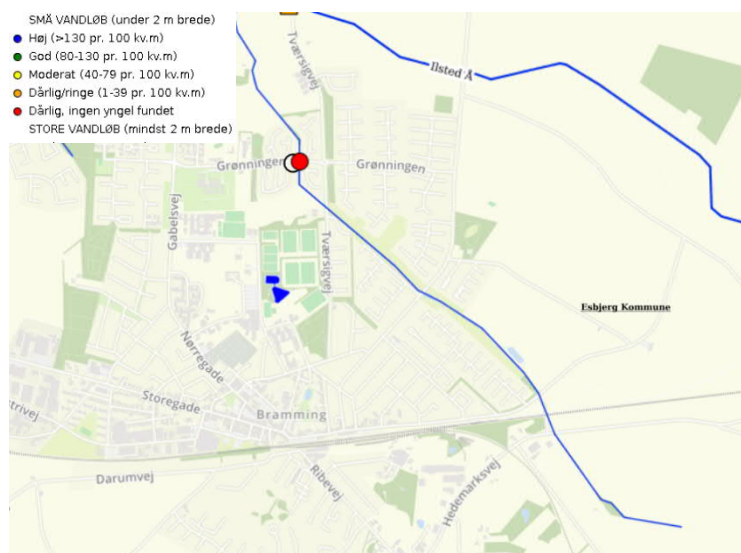 SMÅ VANDLØB (under 2 m brede)
Høj (>130 pr. 100 kv.m)
God (80-130 pr. 100 kv.m)
Moderat (40-79 pr. 100 kv.m)
Dårlig/ringe (1-39 pr. 100 kv.m)
Dårlig, ingen yngel fundet
STORE VANDLØB (mindst 2 m brede)
Tværsigvej
Ilsted Å
Grønningen
Grønningen
Gabelsvej
Tværsigvej
Esbjerg Kommune
Nørregade
Storegade
strivej
Bramming
Darumvej
Ribevej
Hedemarksvej